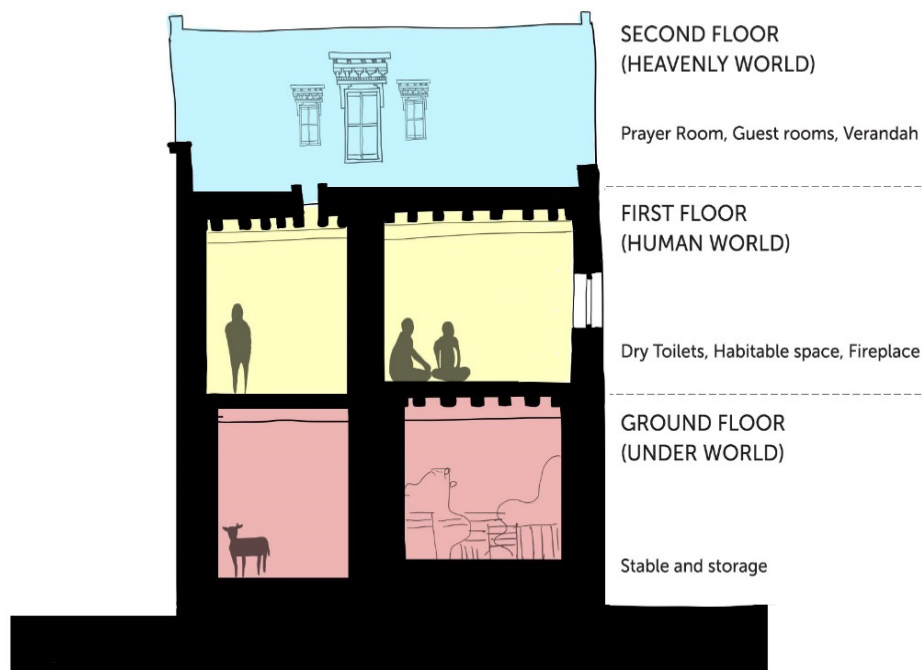 SECOND FLOOR
(HEAVENLY WORLD)
Prayer Room, Guest rooms, Verandah
FIRST FLOOR
(HUMAN WORLD)
Dry Toilets, Habitable space, Fireplace
GROUND FLOOR
(UNDER WORLD)
Stable and storage